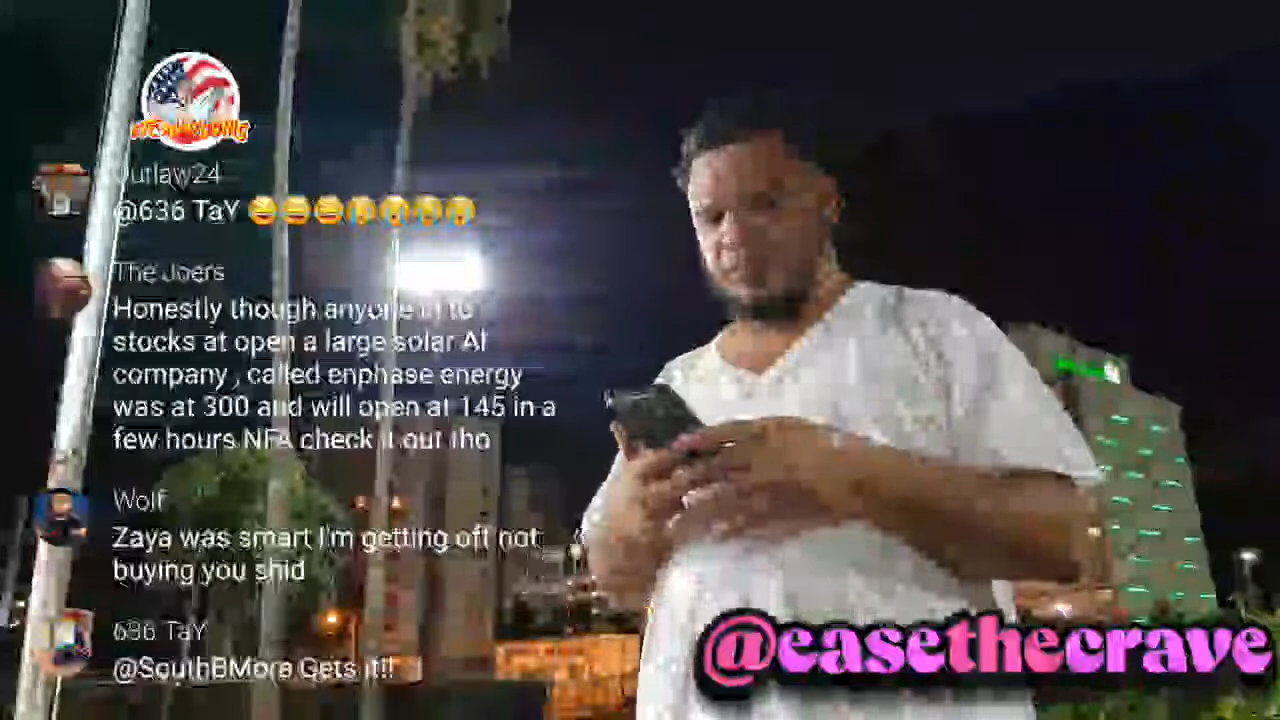 Outlaw24
@636 TaY 😂😂😂😭😭😭😭
The Joers
Honestly though anyone in to
stocks at open a large solar AI
company , called enphase energy
was at 300 and will open at 145 in a
few hours NFA check it out tho
Wolf
Zaya was smart I'm getting oft not
buying you shid
636 TaY
@SouthBMore Gets it!!
@easethecrave